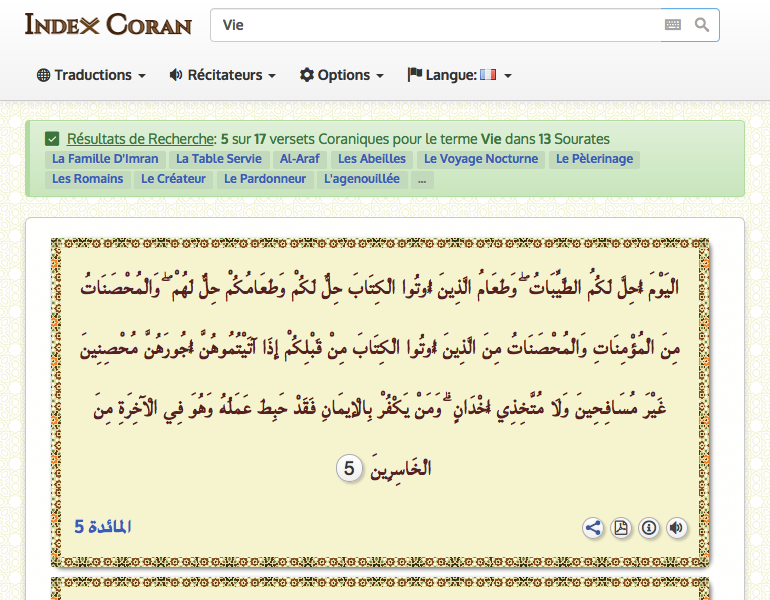 INDEX CORAN
Vie
Traductions Récitateurs Options Langue:
Résultats de Recherche: 5 sur 17 versets Coraniques pour le terme Vie dans 13 Sourates
La Famille D'Imran La Table Servie Al-Araf Les Abeilles Le Voyage Nocturne Le Pèlerinage
Les Romains Le Créateur Le Pardonneur L'agenouillée ...
الْيَوْمَ أُحِلَّ لَكُمُ الطَّيِّبَاتُ ۖ وَطَعَامُ الَّذِينَ أُوتُوا الْكِتَابَ حِلٌّ لَكُمْ وَطَعَامُكُمْ حِلٌّ لَهُمْ ۖ وَالْمُحْصَنَاتُ
مِنَ الْمُؤْمِنَاتِ وَالْمُحْصَنَاتُ مِنَ الَّذِينَ أُوتُوا الْكِتَابَ مِنْ قَبْلِكُمْ إِذَا آتَيْتُمُوهُنَّ أُجُورَهُنَّ مُحْصِنِينَ
غَيْرَ مُسَافِحِينَ وَلَا مُتَّخِذِي أَخْدَانٍ ۗ وَمَنْ يَكْفُرْ بِالْإِيمَانِ فَقَدْ حَبِطَ عَمَلُهُ وَهُوَ فِي الْآخِرَةِ مِنَ
الْخَاسِرِينَ 5
المائدة 5